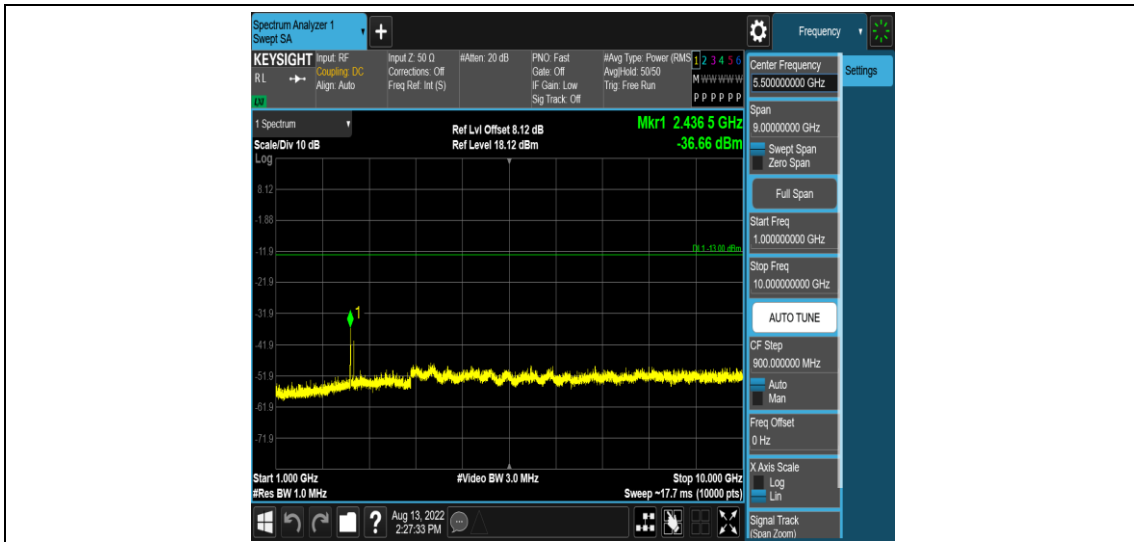 Spectrum Analyzer 1
Swept SA
+
Frequency
KEYSIGHT
RL
LM
Input: RF
Coupling: DC
Align: Auto
Input Z: 50 Ω
Corrections: Off
Freq Ref: Int (S)
#Atten: 20 dB
PNO: Fast
Gate: Off
IF Gain: Low
Sig Track: Off
#Avg Type: Power (RMS
Avg|Hold: 50/50
Trig: Free Run
1 2 3 4 5 6
M W W W W W
P P P P P P
1 Spectrum
Scale/Div 10 dB
Log
Ref Lvl Offset 8.12 dB
Ref Level 18.12 dBm
Mkr1 2.436 5 GHz
-36.66 dBm
8.12
-1.88
-11.9
DL1 -13.00 dBm
-21.9
-31.9
1
-41.9
-51.9
-61.9
-71.9
Start 1.000 GHz
#Res BW 1.0 MHz
#Video BW 3.0 MHz
Stop 10.000 GHz
Sweep ~17.7 ms (10000 pts)
Center Frequency
5.500000000 GHz
Settings
Span
9.00000000 GHz
Swept Span
Zero Span
Full Span
Start Freq
1.000000000 GHz
Stop Freq
10.000000000 GHz
AUTO TUNE
CF Step
900.000000 MHz
Auto
Man
Freq Offset
0 Hz
X Axis Scale
Log
Lin
Signal Track
(Span Zoom)
?
Aug 13, 2022
2:27:33 PM